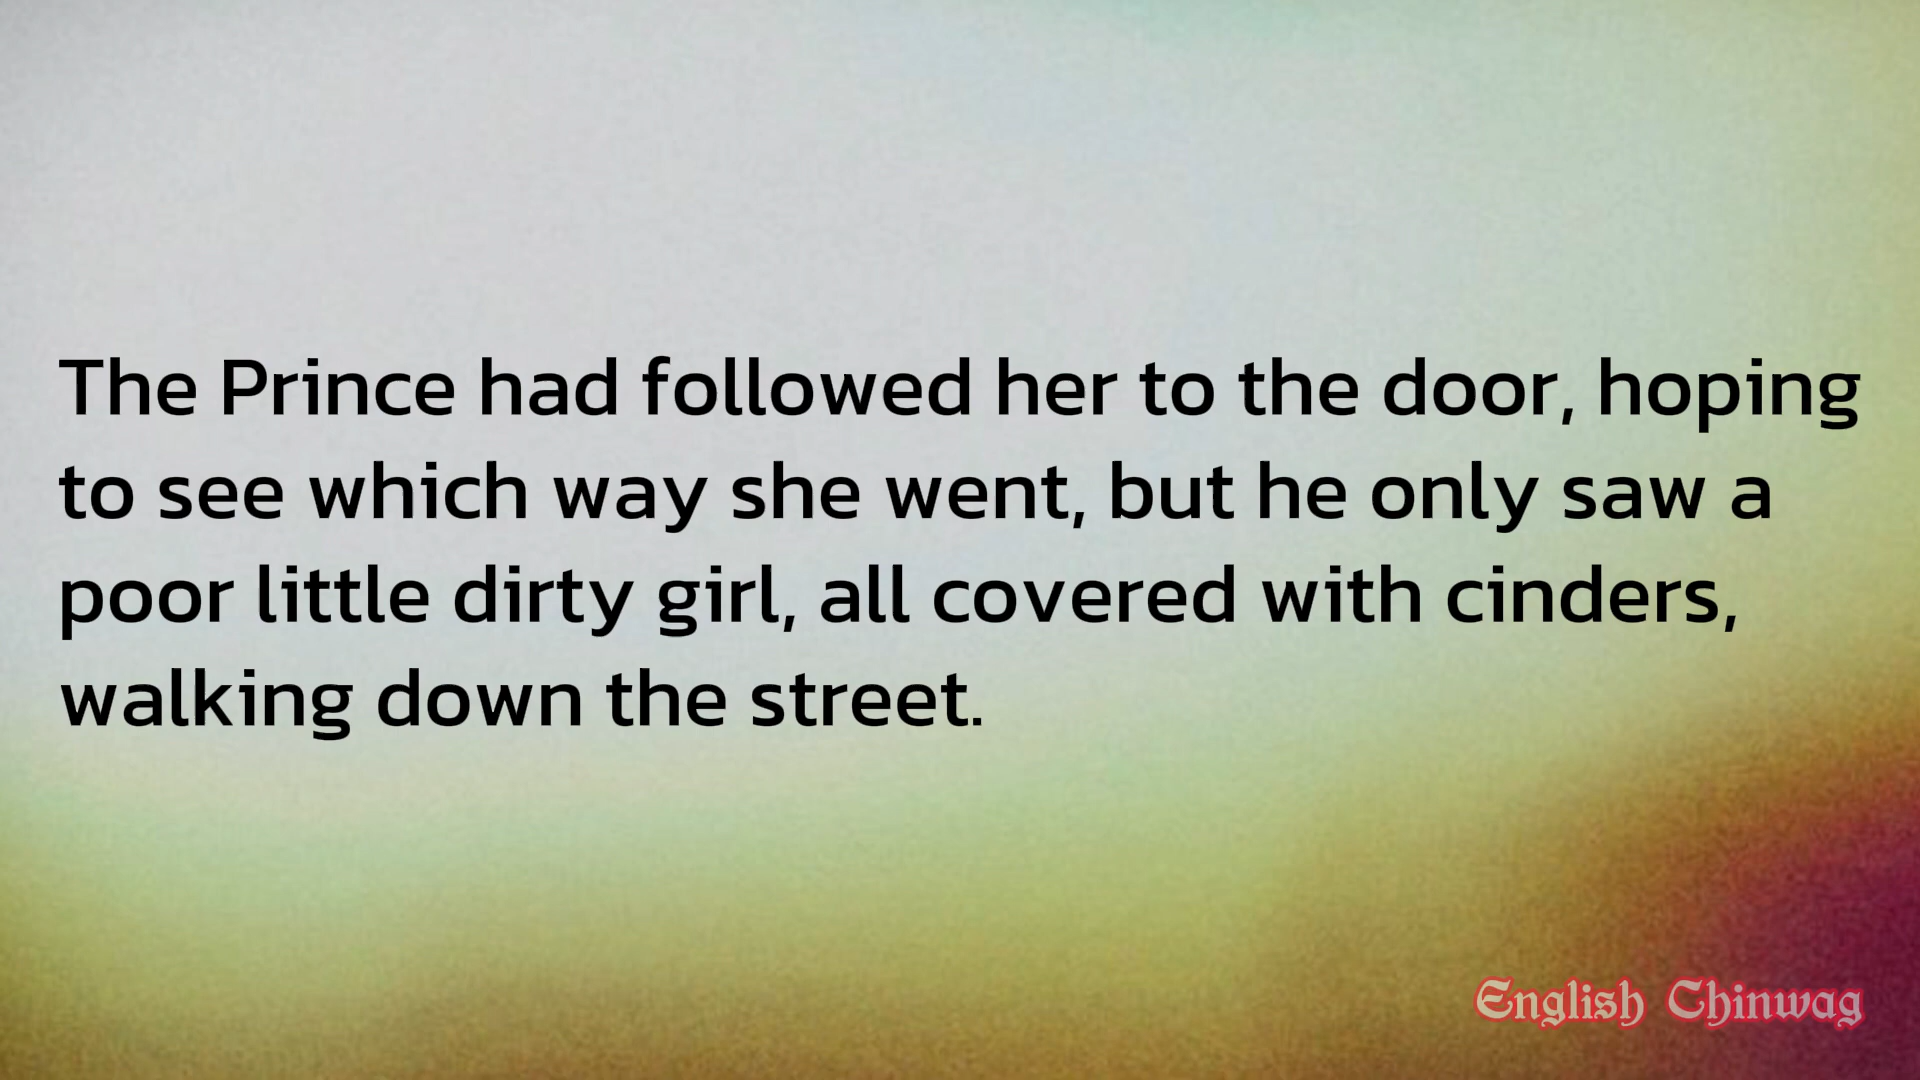 The Prince had followed her to the door, hoping
to see which way she went, but he only saw a
poor little dirty girl, all covered with cinders,
walking down the street.
English Chinwag